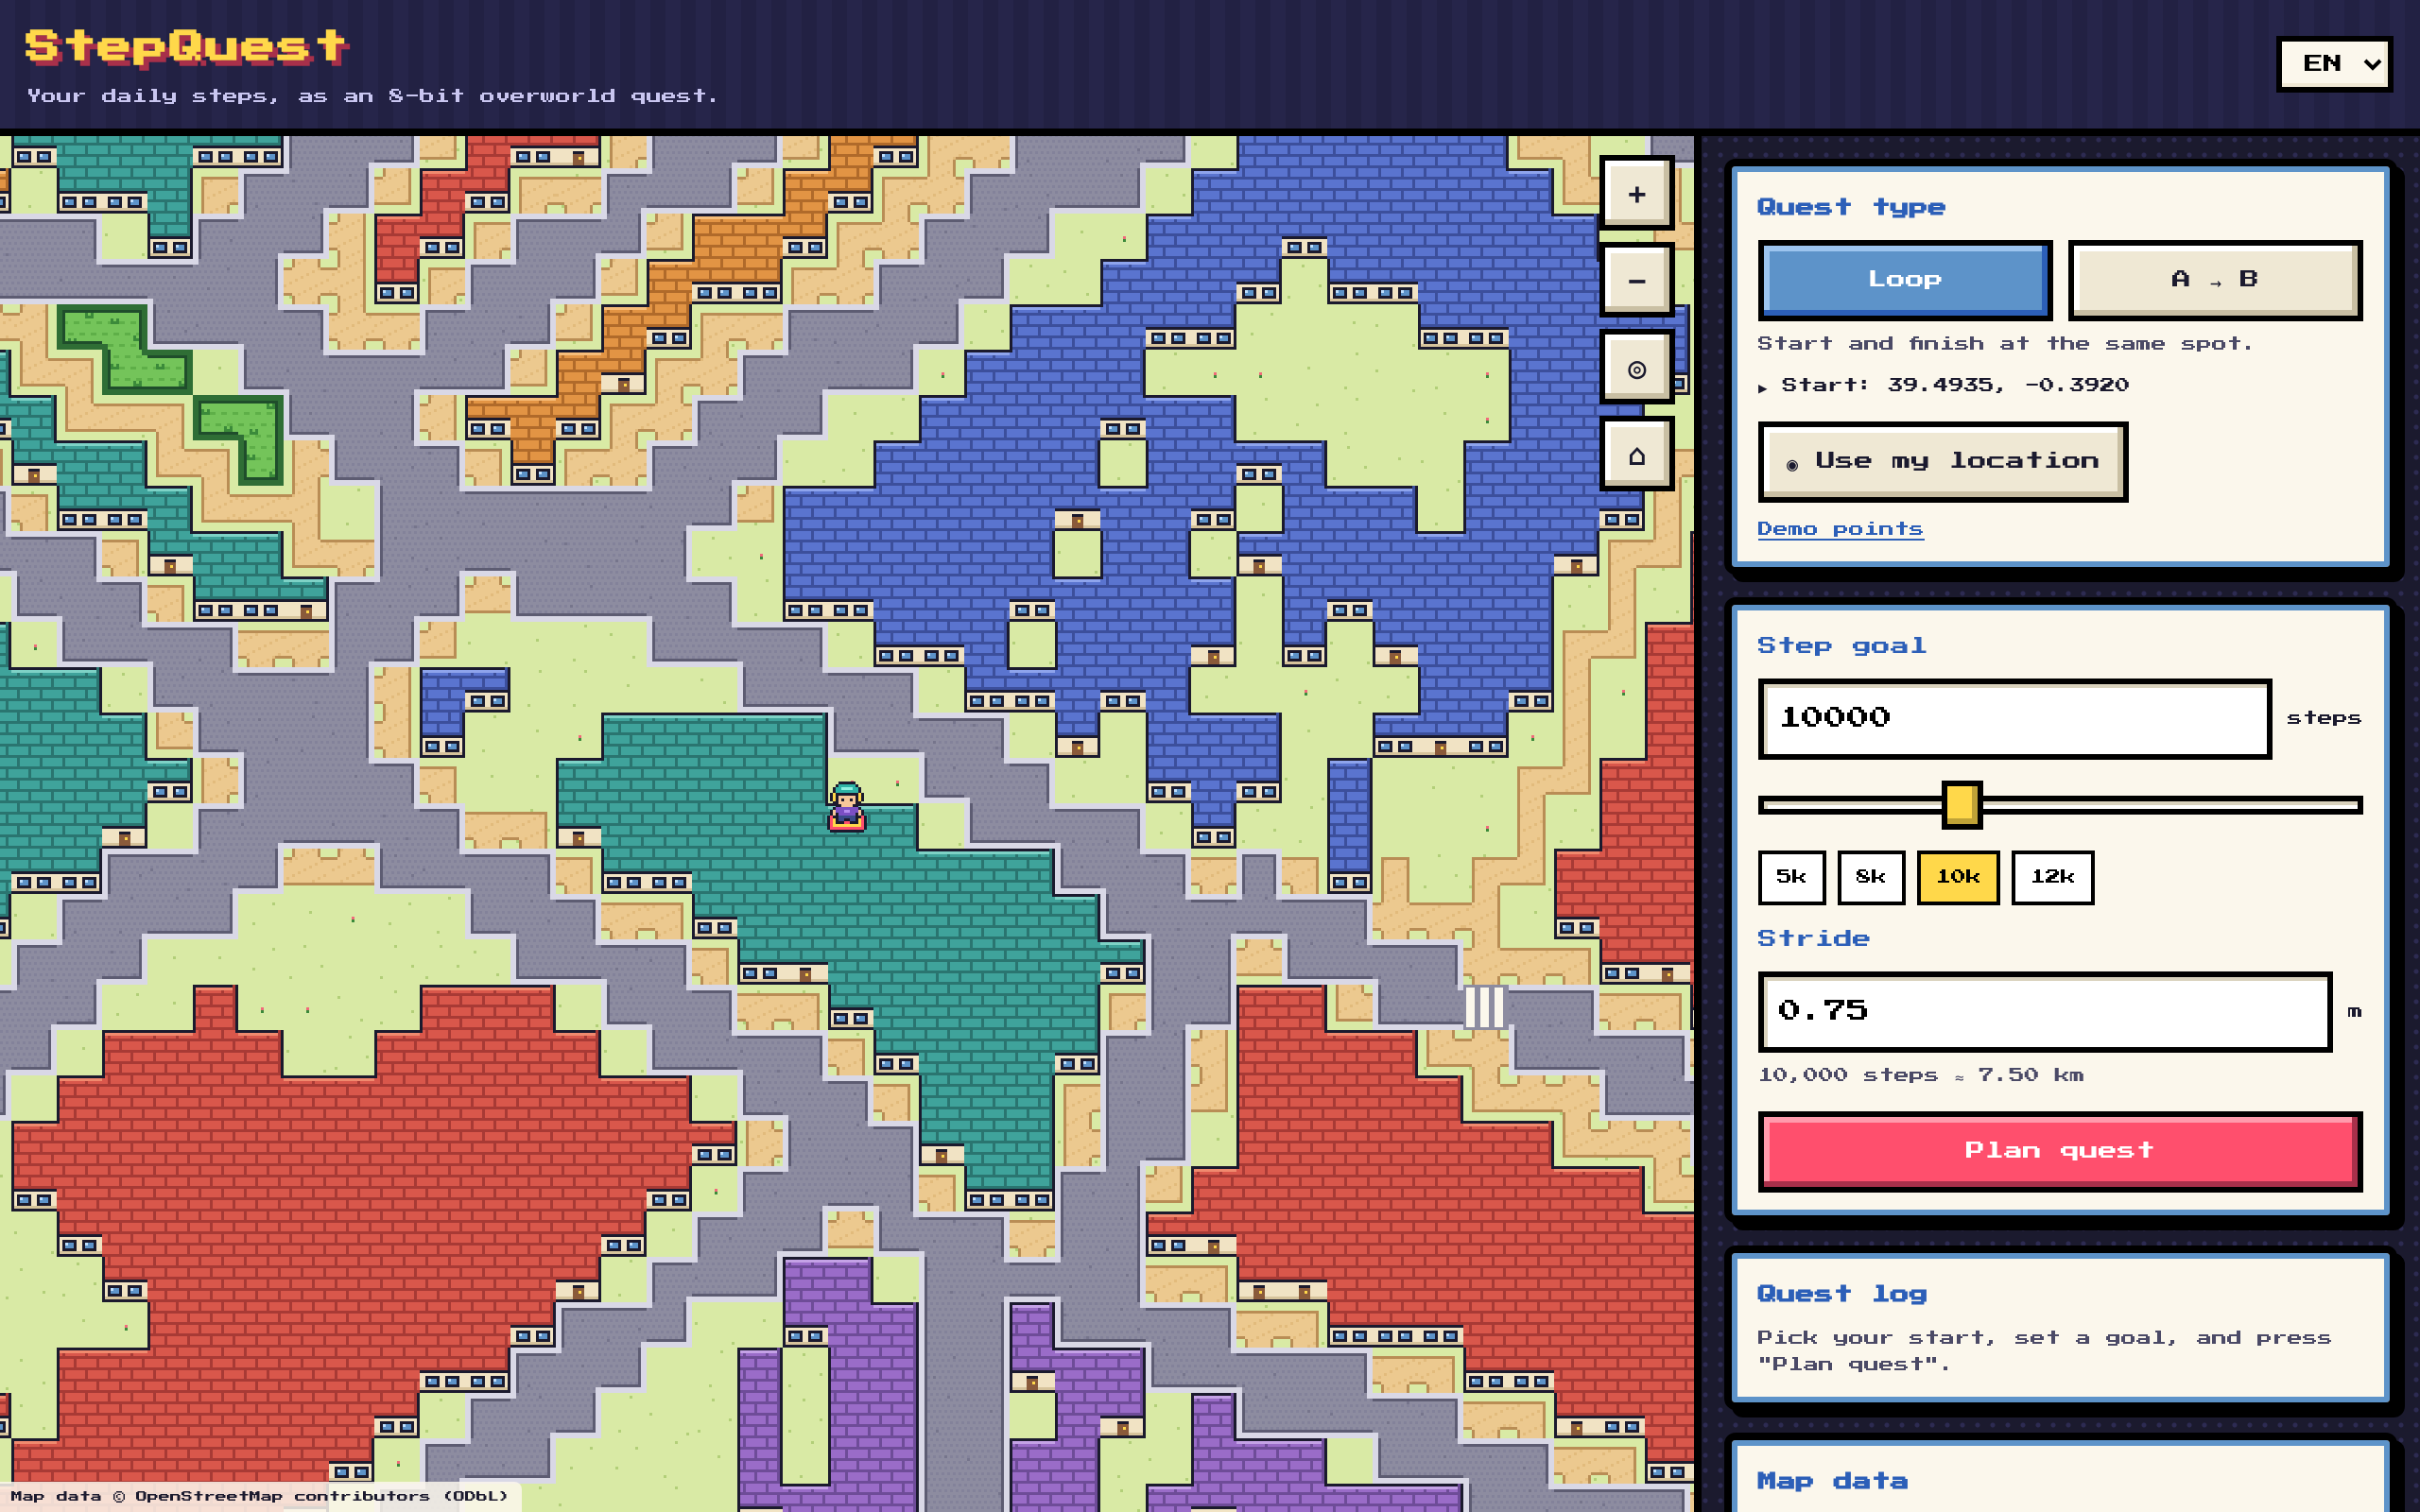 StepQuest
Your daily steps, as an 8-bit overworld quest.
EN
+
−
Quest type
Loop
A → B
Start and finish at the same spot.
▸ Start: 39.4935, -0.3920
◉ Use my location
Demo points
Step goal
10000
steps
5k
8k
10k
12k
Stride
0.75
m
10,000 steps ≈ 7.50 km
Plan quest
Quest log
Pick your start, set a goal, and press
"Plan quest".
Map data
Map data © OpenStreetMap contributors (ODbL)